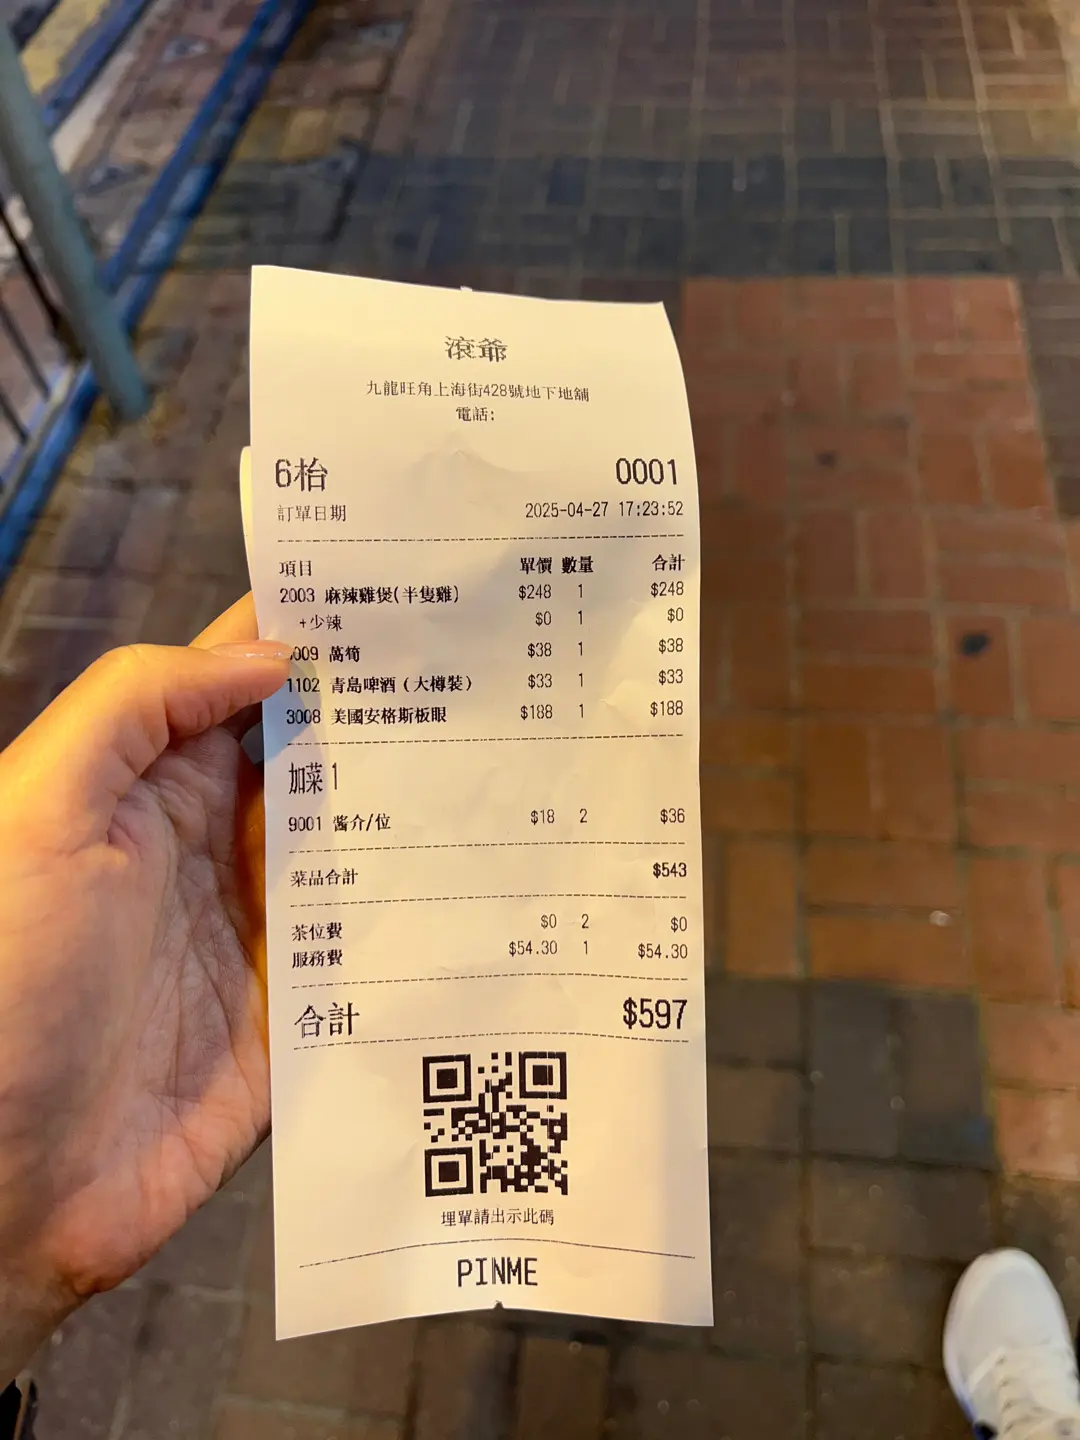 滾爺
九龍旺角上海街428號地下地舖
電話:
6枱 0001
訂單日期 2025-04-27 17:23:52
項目 單價 數量 合計
2003 麻辣雞煲(半隻雞) $248 1 $248
+少辣 $0 1 $0
009 萵筍 $38 1 $38
1102 青島啤酒(大樽裝) $33 1 $33
3008 美國安格斯板眼 $188 1 $188
加菜1
9001 醬介/位 $18 2 $36
菜品合計 $543
茶位費 $0 2 $0
服務費 $54.30 1 $54.30
合計 $597
埋單請出示此碼
PINME